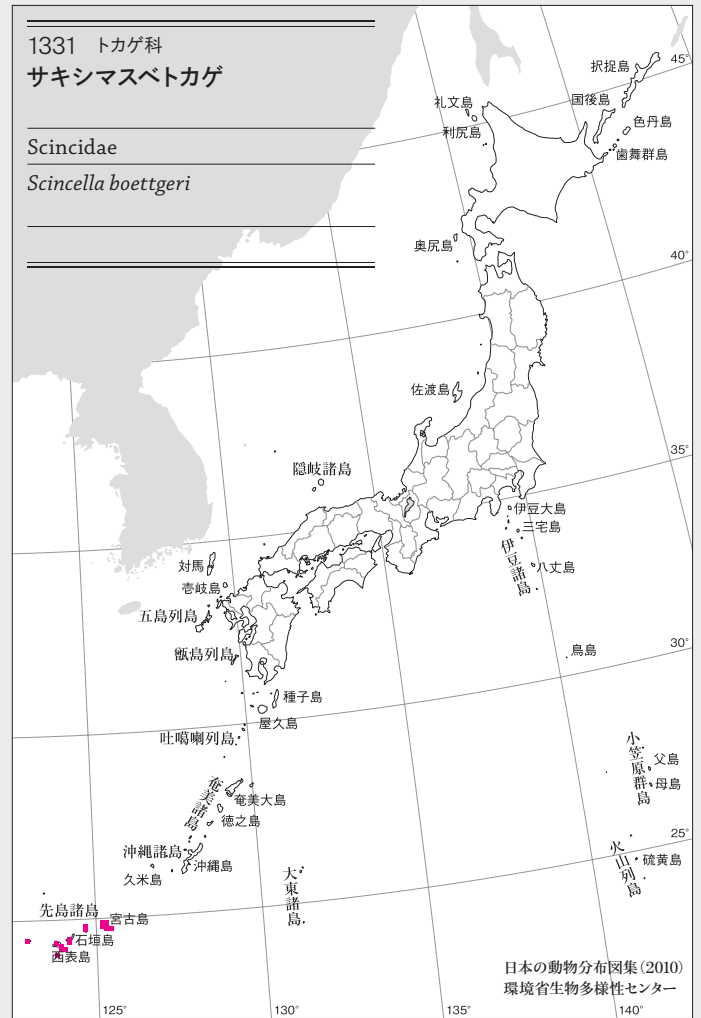 1331 トカゲ科
サキシマスベトカゲ
Scincidae
Scincella boettgeri
択捉島
45°
礼文島
国後島
利尻島
色丹島
歯舞群島
奥尻島
40°
佐渡島
35°
隠岐諸島
伊豆大島
三宅島
伊豆諸島
八丈島
対馬
壱岐島
五島列島
甑島列島
鳥島
30°
種子島
屋久島
吐噶喇列島
小笠原群島
父島
母島
奄美諸島
奄美大島
徳之島
25°
火山列島
硫黄島
沖縄諸島
沖縄島
久米島
大東諸島
先島諸島
宮古島
石垣島
西表島
日本の動物分布図集(2010)
環境省生物多様性センター
125°
130°
135°
140°